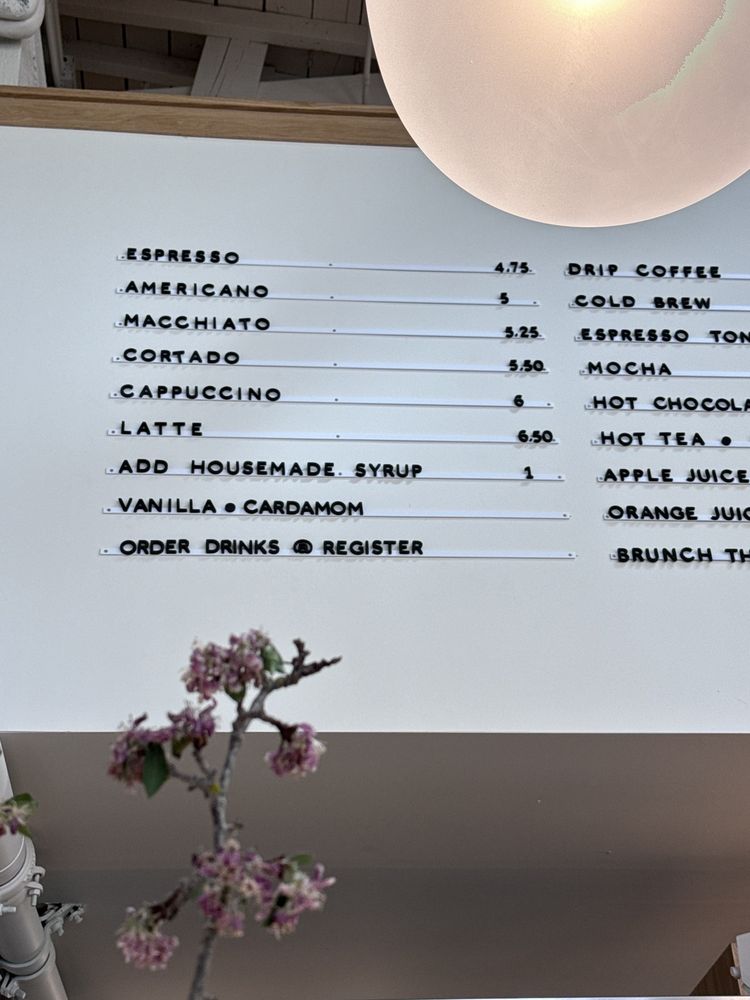 ESPRESSO 4.75
AMERICANO 5
MACCHIATO 5.25
CORTADO 5.50
CAPPUCCINO 6
LATTE 6.50
ADD HOUSEMADE SYRUP 1
VANILLA • CARDAMOM
ORDER DRINKS @ REGISTER
DRIP COFFEE
COLD BREW
ESPRESSO
MOCHA
HOT
HOT TEA •
APPLE JUICE
ORANGE
BRUNCH